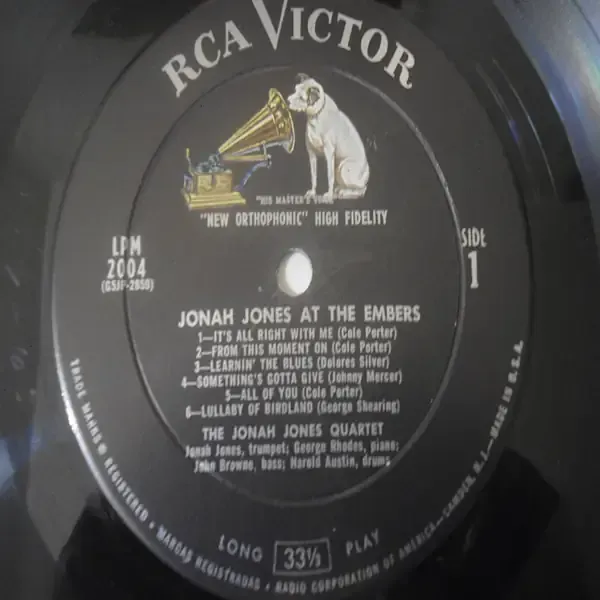 RCA VICTOR
"HIS MASTER'S VOICE"
"NEW ORTHOPHONIC" HIGH FIDELITY
LPM
2004
(G5JP-2850)
SIDE
1
JONAH JONES AT THE EMBERS
1—IT'S ALL RIGHT WITH ME (Cole Porter)
2—FROM THIS MOMENT ON (Cole Porter)
3—LEARNIN' THE BLUES (Dolores Silver)
4—SOMETHING'S GOTTA GIVE (Johnny Mercer)
5—ALL OF YOU (Cole Porter)
6—LULLABY OF BIRDLAND (George Shearing)
THE JONAH JONES QUARTET
Jonah Jones, trumpet; George Rhodes, piano;
John Browne, bass; Harold Austin, drums
LONG 33⅓ PLAY
TRADE MARKS ® REGISTERED • MARCAS REGISTRADAS • RADIO CORPORATION OF AMERICA—CAMDEN, N.J.—MADE IN U.S.A.